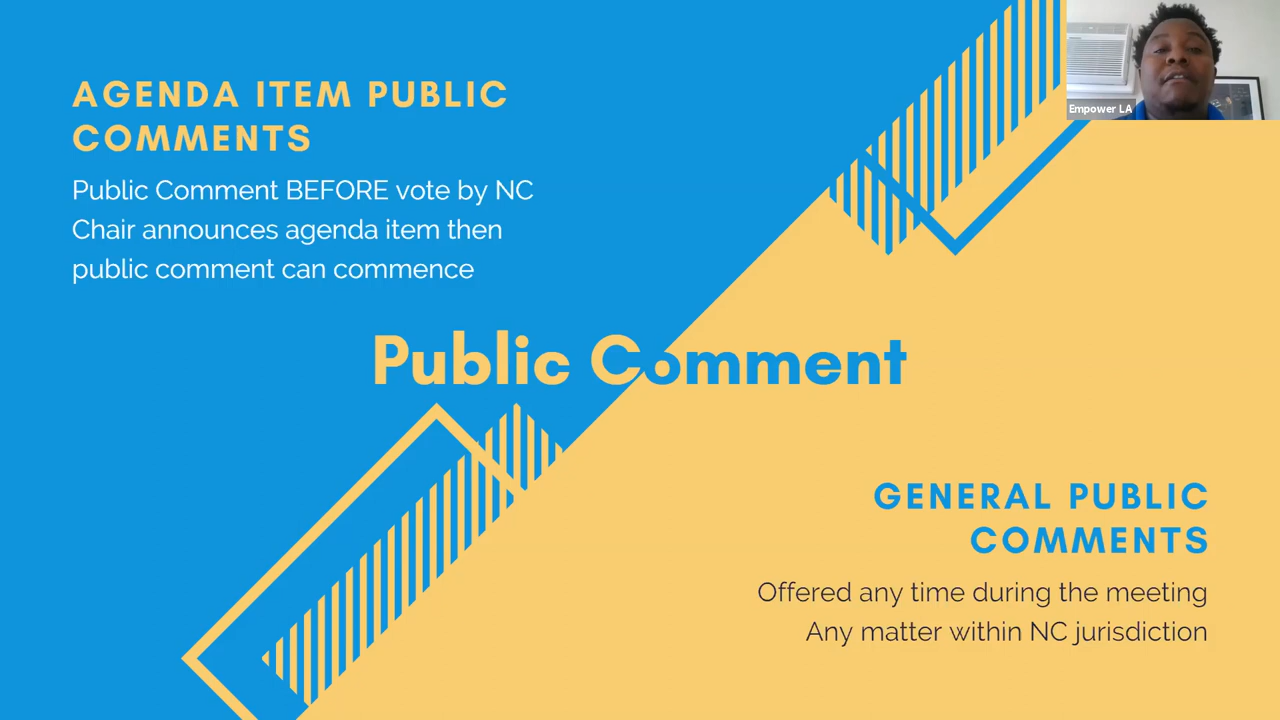 AGENDA ITEM PUBLIC
COMMENTS
Public Comment BEFORE vote by NC
Chair announces agenda item then
public comment can commence
Public Comment
GENERAL PUBLIC
COMMENTS
Offered any time during the meeting
Any matter within NC jurisdiction
Empower LA